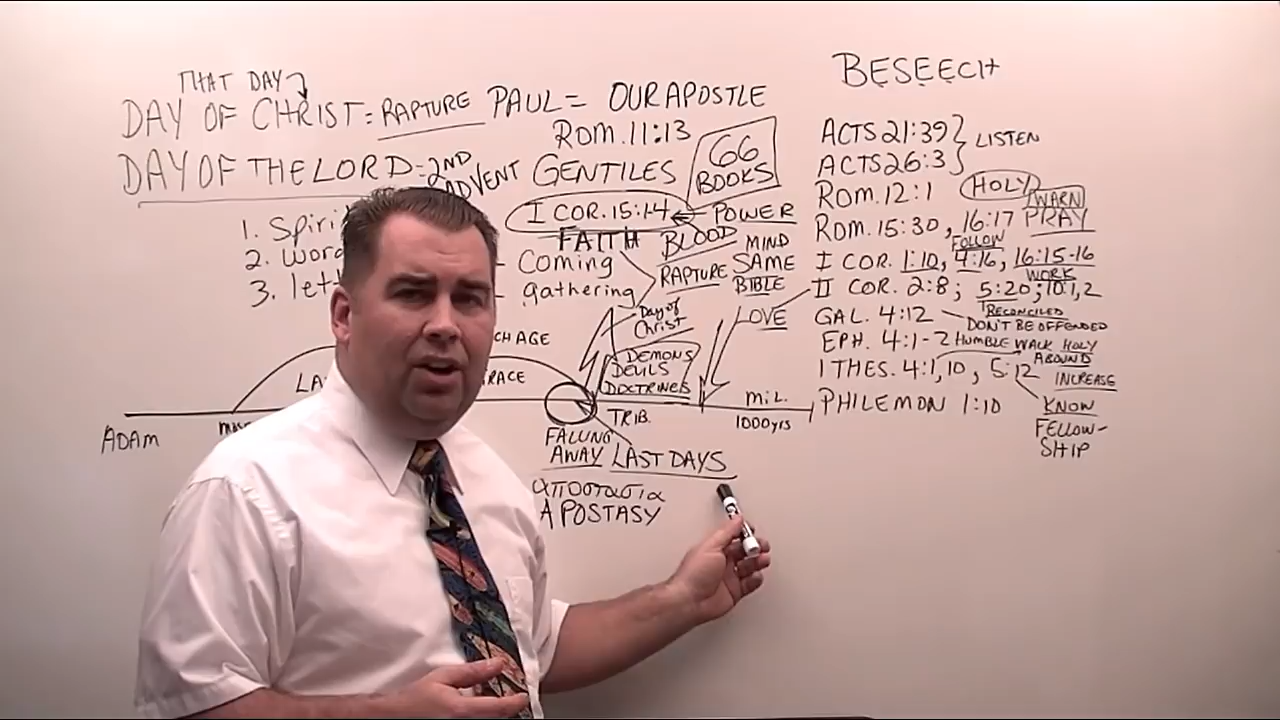 THAT DAY
DAY OF CHRIST = RAPTURE PAUL = OUR APOSTLE
ROM. 11:13
DAY OF THE LORD = 2ND ADVENT GENTILES
66 BOOKS
I COR. 15:1-4 POWER
FAITH BLOOD
1. Spiri
2. Word - Coming
3. let - gathering
RAPTURE
MIND
SAME
BIBLE
Day of Christ
LOVE
CH AGE
LA RACE
DEMONS
DEVILS
DOCTRINES
ADAM
TRIB.
MIL.
1000yrs
FALLING AWAY LAST DAYS
αποστασια
APOSTASY
BESEECH
ACTS 21:39 } LISTEN
ACTS 26:3
ROM. 12:1 HOLY
WARN
ROM. 15:30, 16:17 PRAY
FOLLOW
I COR. 1:10, 4:16, 16:15-16
WORK
II COR. 2:8; 5:20; 10:1,2
RECONCILED
GAL. 4:12 DON'T BE OFFENDED
EPH. 4:1-2 HUMBLE WALK HOLY
ABOUND
I THES. 4:1,10, 5:12 INCREASE
PHILEMON 1:10 KNOW
FELLOW-
SHIP